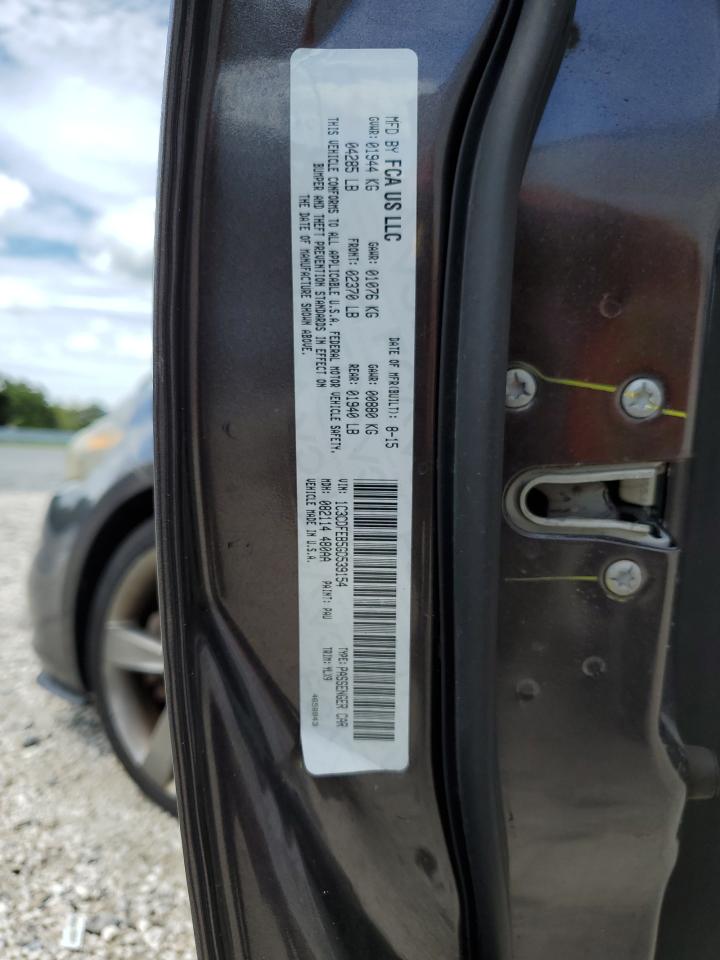 MFD BY FCA US LLC
DATE OF MFR(BUILT): 8-15
GVWR: 01944 KG GAWR: 01076 KG GAWR: 00880 KG
04285 LB FRONT: 02370 LB REAR: 01940 LB
THIS VEHICLE CONFORMS TO ALL APPLICABLE U.S.A. FEDERAL MOTOR VEHICLE SAFETY,
BUMPER AND THEFT PREVENTION STANDARDS IN EFFECT ON
THE DATE OF MANUFACTURE SHOWN ABOVE.
VIN: 1C3CDFEB5GD539154
TYPE: PASSENGER CAR
MDH: 082114 480AA PAINT: PAU TRIM: VLX9
VEHICLE MADE IN U.S.A.